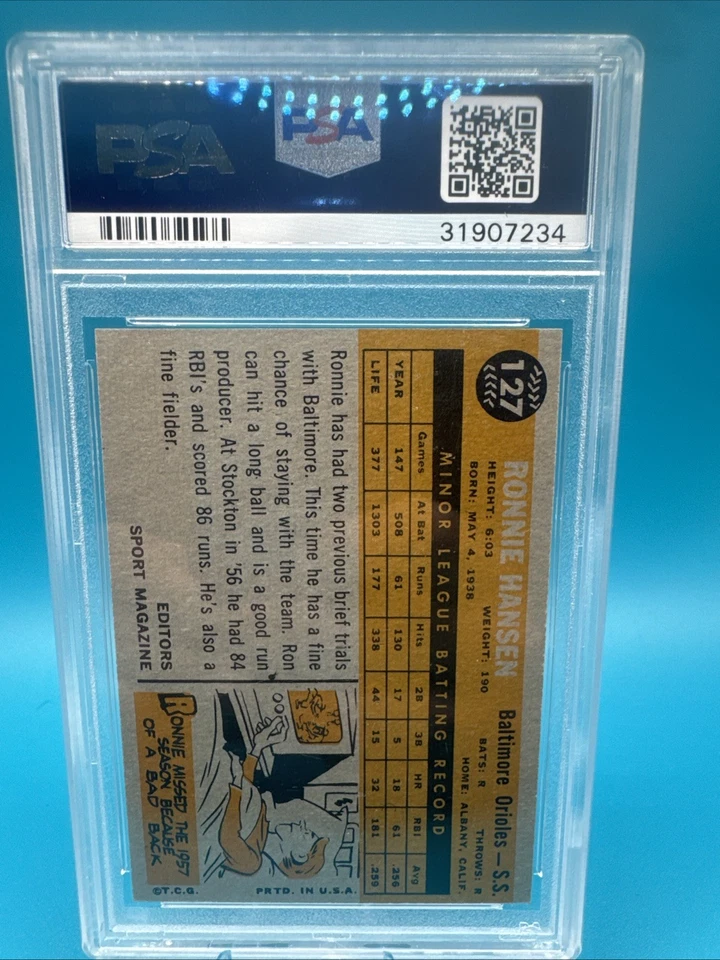 PSA
PSA
31907234
127
RONNIE HANSEN Baltimore Orioles — S.S.
HEIGHT: 6:03 WEIGHT: 190 BATS: R THROWS: R
BORN: MAY 4, 1938 HOME: ALBANY, CALIF.
MINOR LEAGUE BATTING RECORD
Games At Bat Runs Hits 2B 3B HR RBI Avg
YEAR 147 508 61 130 17 5 18 61 .256
LIFE 377 1303 177 338 44 15 32 181 .259
Ronnie has had two previous brief trials
with Baltimore. This time he has a fine
chance of staying with the team. Ron
can hit a long ball and is a good run
producer. At Stockton in '56 he had 84
RBI's and scored 86 runs. He's also a
fine fielder.
EDITORS
SPORT MAGAZINE
RONNIE MISSED THE 1957
SEASON BECAUSE
OF A BAD BACK
©T.C.G. PRTD. IN U.S.A.